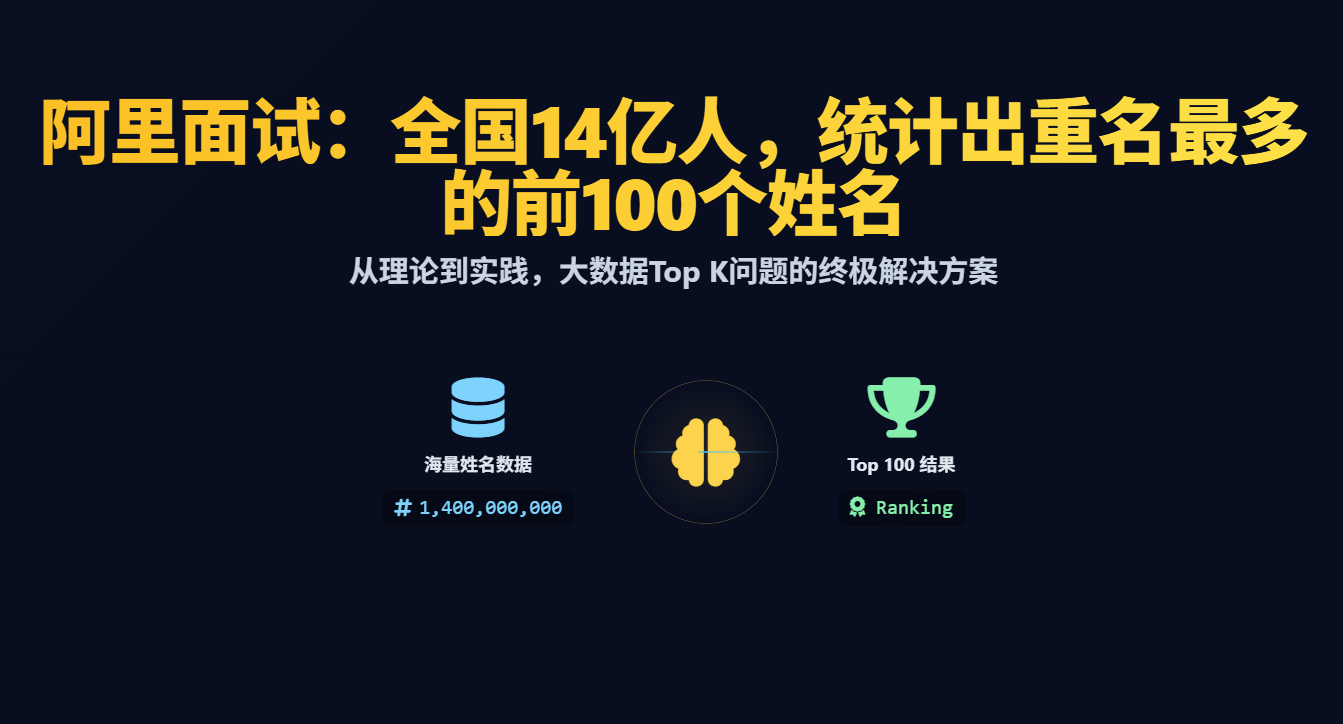 阿里面试：全国14亿人，统计出重名最多
的前100个姓名
从理论到实践，大数据Top K问题的终极解决方案
海量姓名数据
# 1,400,000,000
Top 100 结果
Ranking